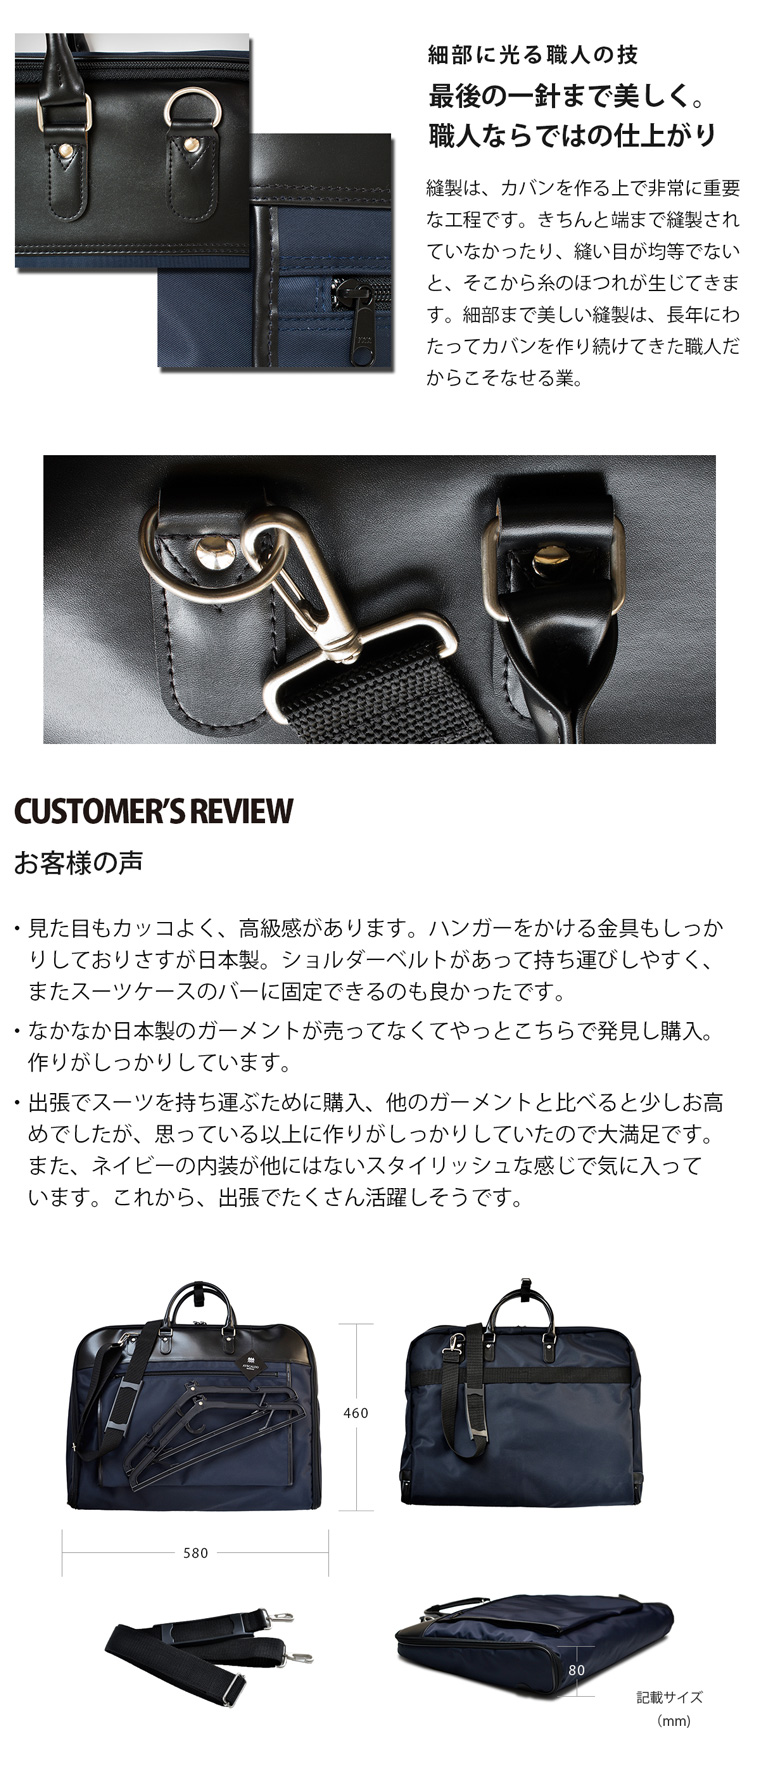 細部に光る職人の技
最後の一針まで美しく。
職人ならではの仕上がり
縫製は、カバンを作る上で非常に重要
な工程です。きちんと端まで縫製され
ていなかったり、縫い目が均等でない
と、そこから糸のほつれが生じてきま
す。細部まで美しい縫製は、長年にわ
たってカバンを作り続けてきた職人だ
からこそなせる業。
CUSTOMER'S REVIEW
お客様の声
・見た目もカッコよく、高級感があります。ハンガーをかける金具もしっか
りしておりさすが日本製。ショルダーベルトがあって持ち運びしやすく、
またスーツケースのバーに固定できるのも良かったです。
・なかなか日本製のガーメントが売ってなくてやっとこちらで発見し購入。
作りがしっかりしています。
・出張でスーツを持ち運ぶために購入、他のガーメントと比べると少しお高
めでしたが、思っている以上に作りがしっかりしていたので大満足です。
また、ネイビーの内装が他にはないスタイリッシュな感じで気に入って
います。これから、出張でたくさん活躍しそうです。
460
580
80
記載サイズ
(mm)